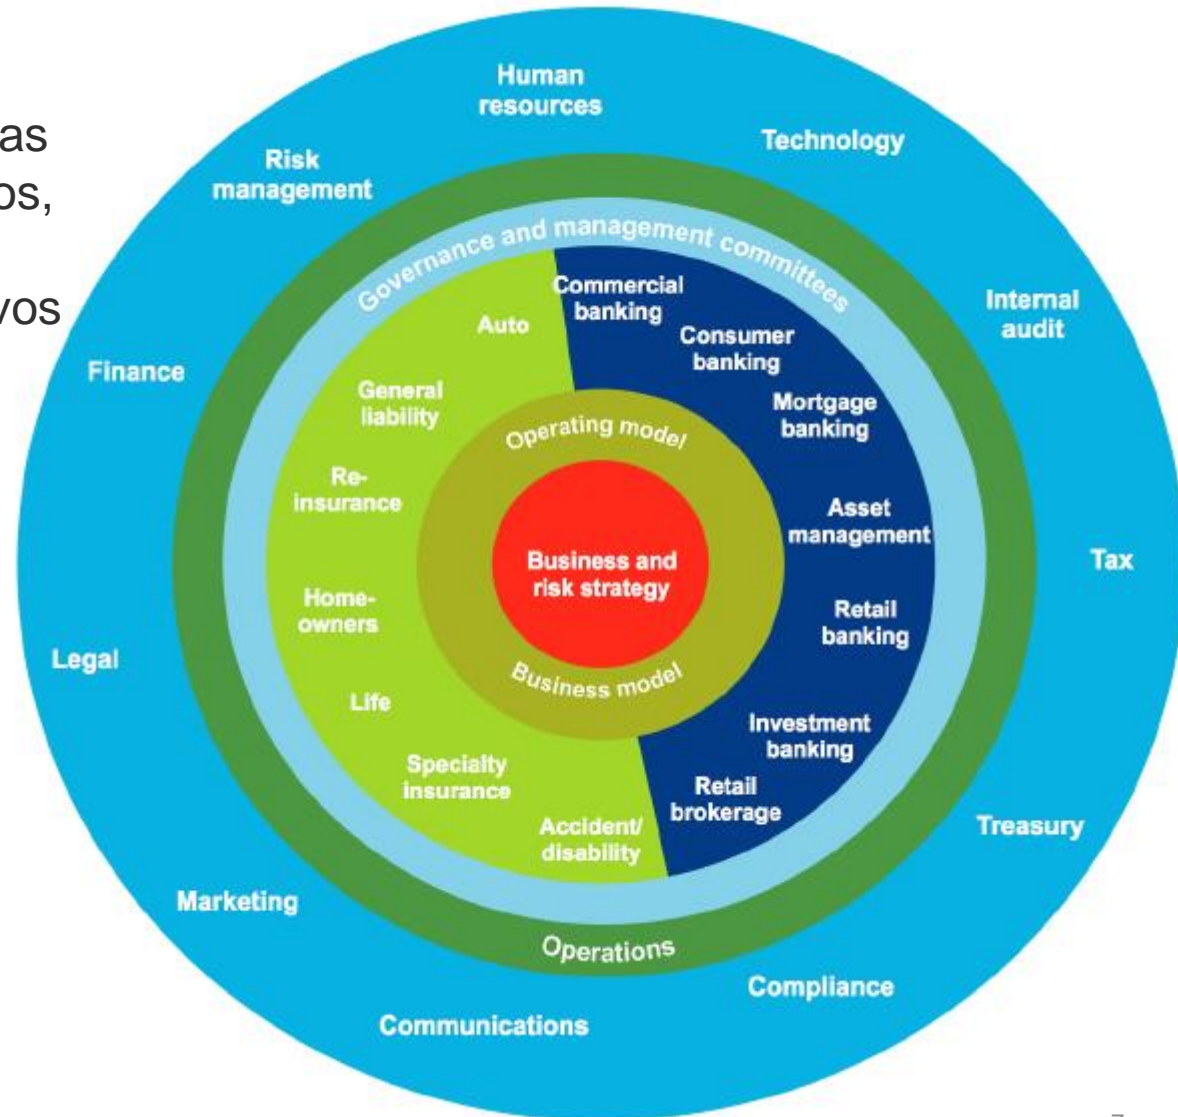 as
os,
vos
Human
resources
Technology
Risk
management
Internal
audit
Finance
Tax
Legal
Treasury
Marketing
Compliance
Communications
Operations
Governance and management committees
Commercial
banking
Consumer
banking
Mortgage
banking
Asset
management
Retail
banking
Investment
banking
Retail
brokerage
Auto
General
liability
Re-
insurance
Home-
owners
Life
Specialty
insurance
Accident/
disability
Operating model
Business and
risk strategy
Business model